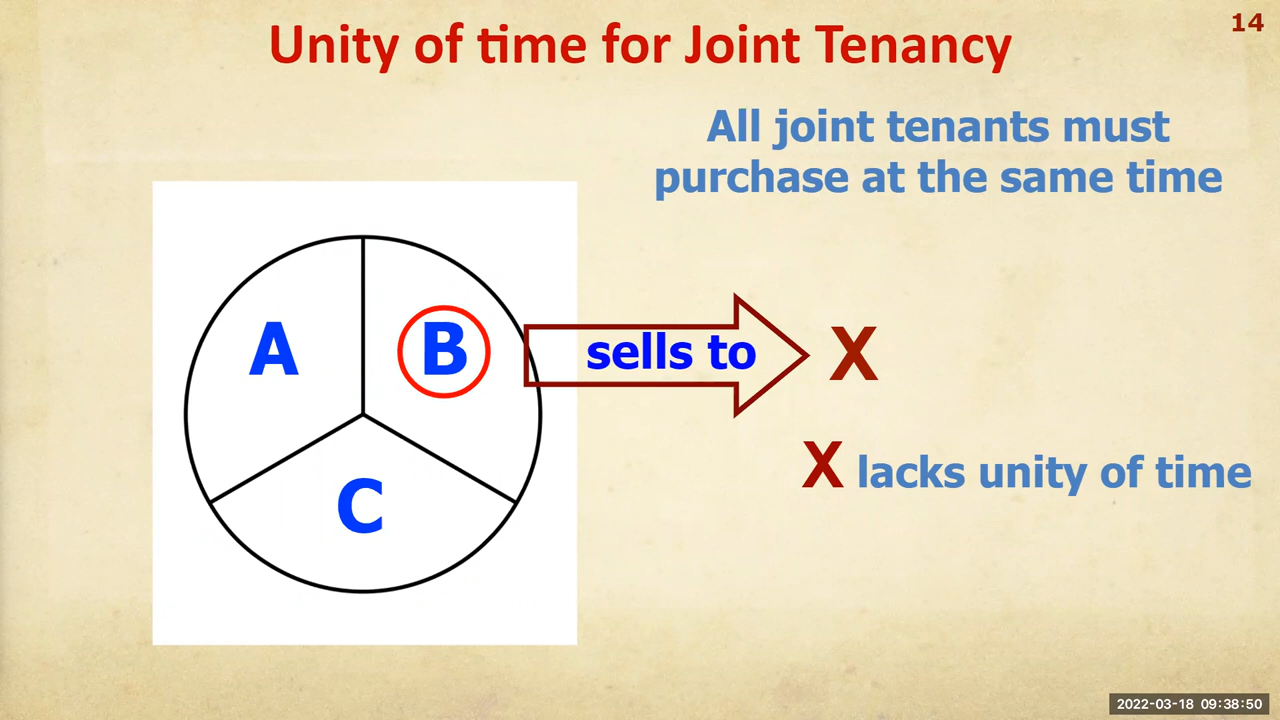 14
Unity of time for Joint Tenancy
All joint tenants must
purchase at the same time
A
B
sells to
X
C
X lacks unity of time
2022-03-18 09:38:50